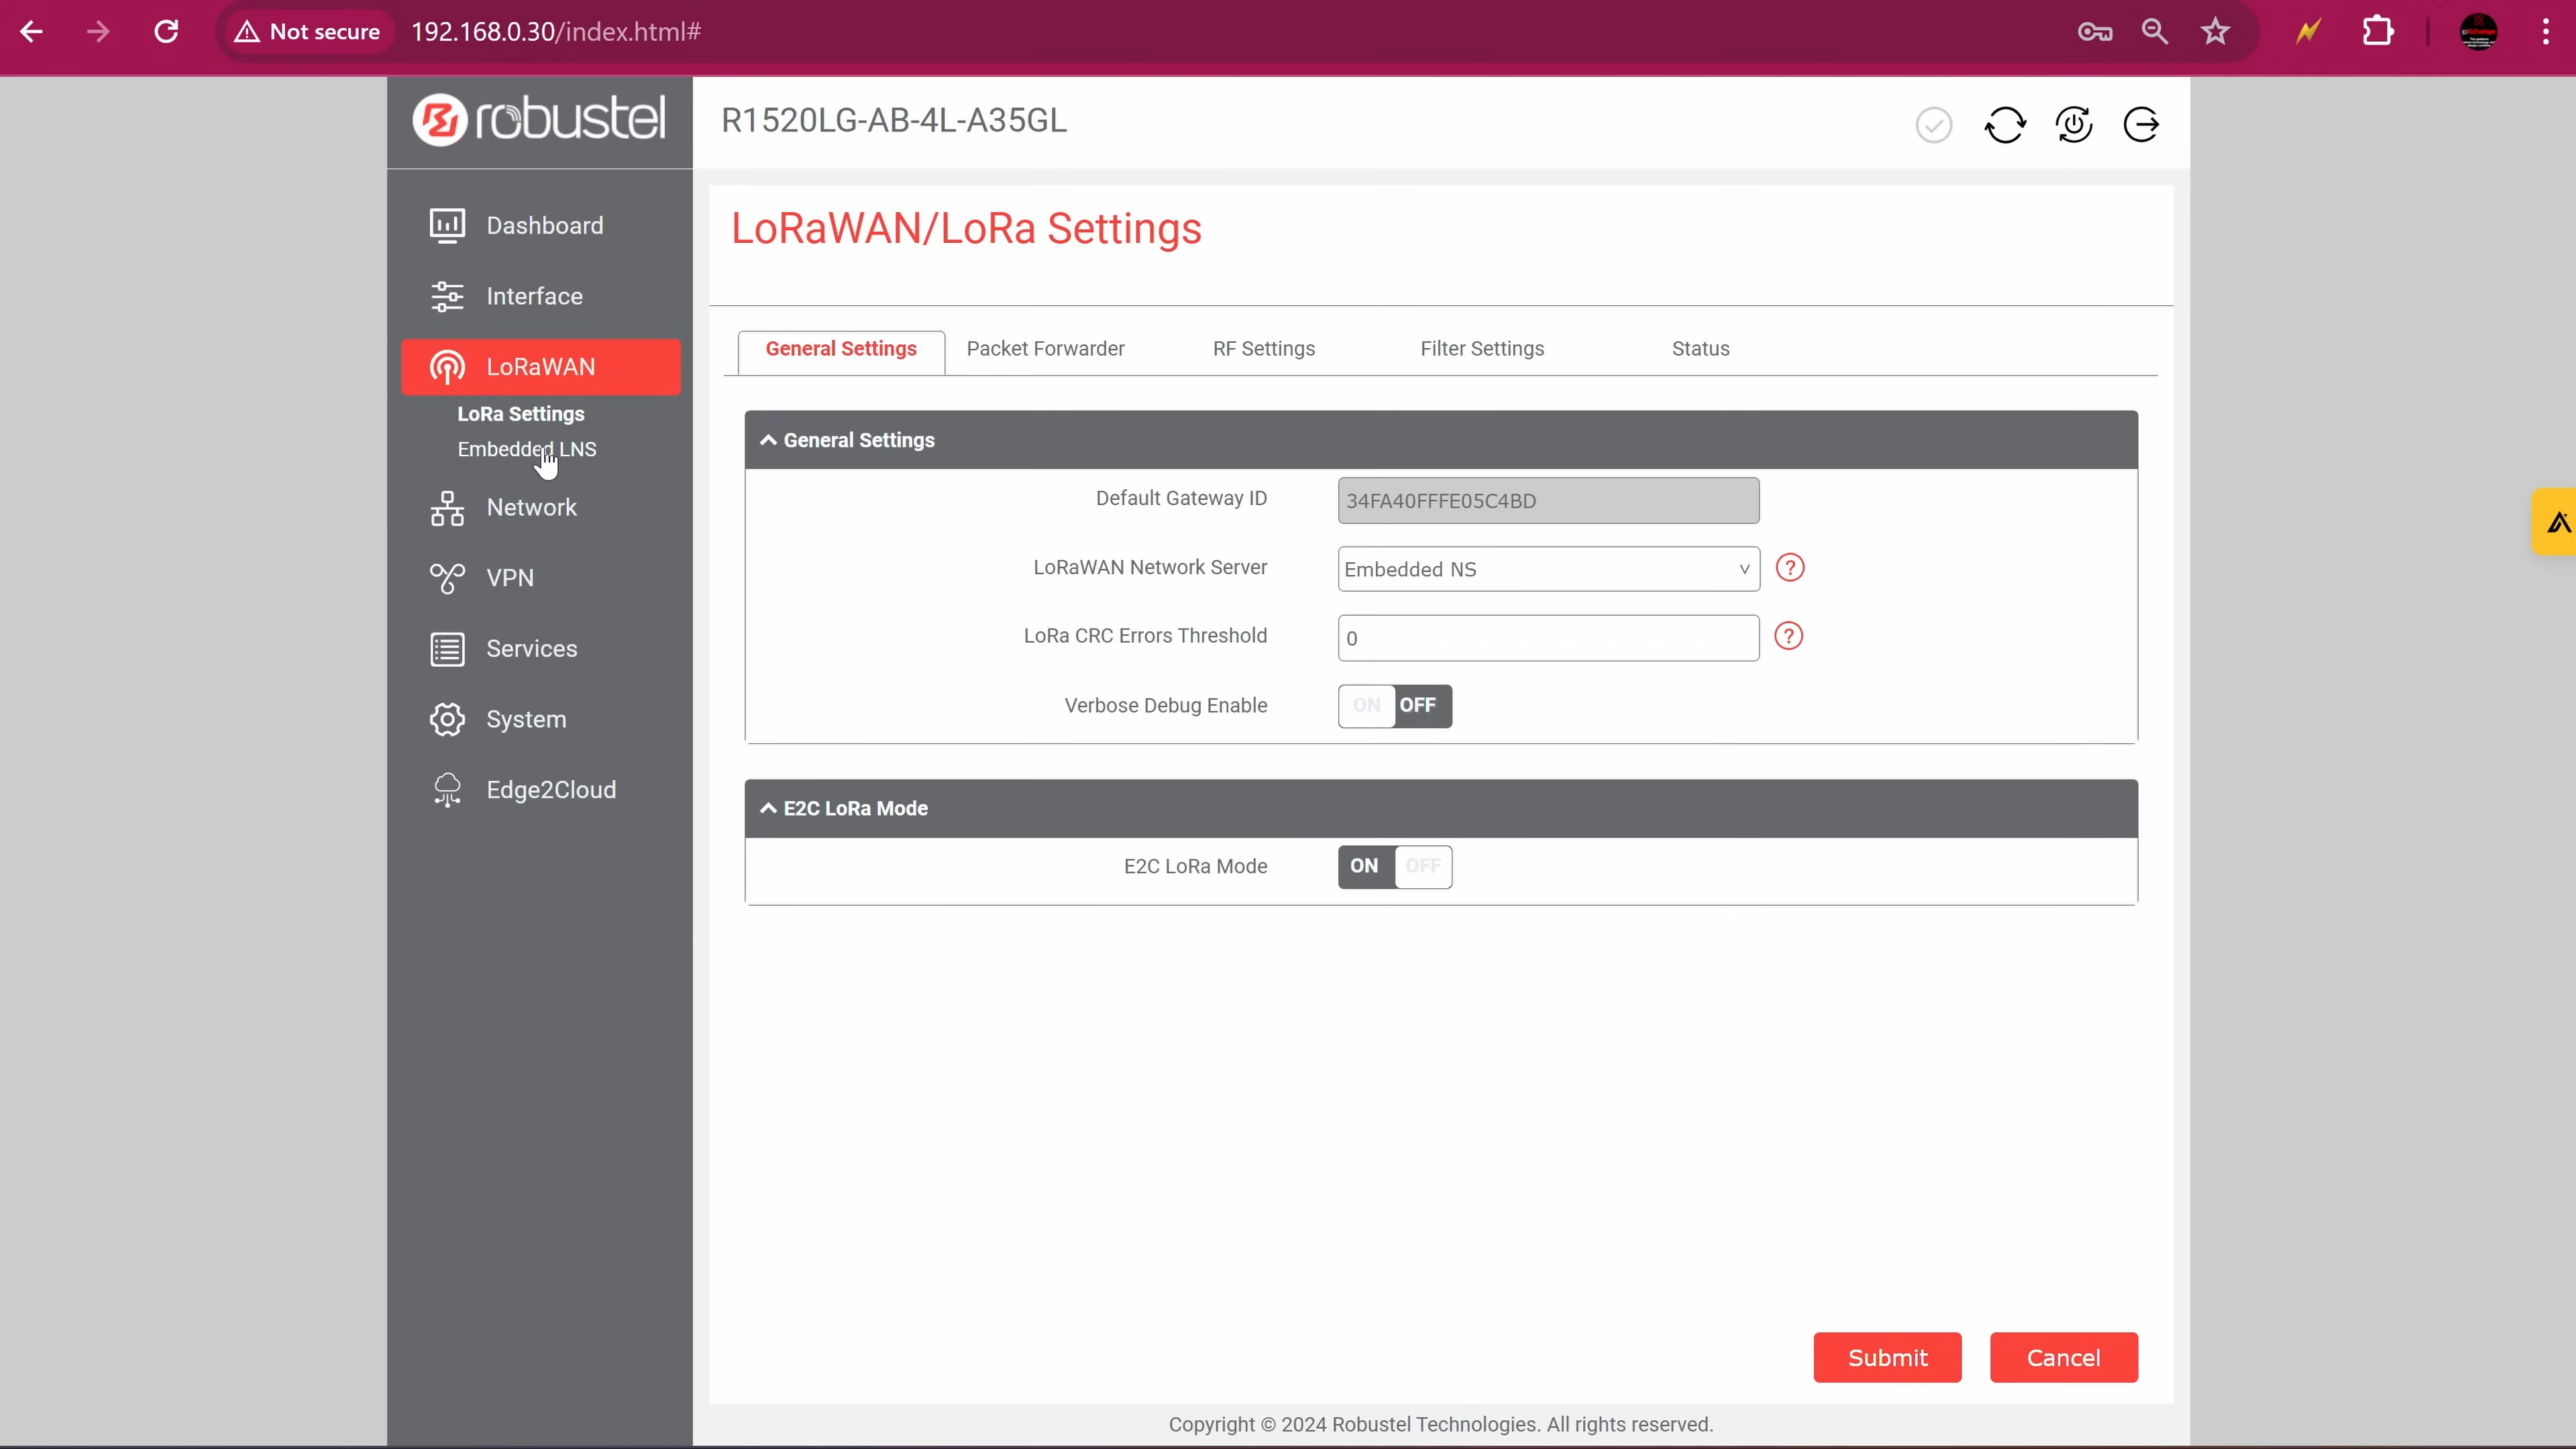 Not secure
192.168.0.30/index.html#
robustel
R1520LG-AB-4L-A35GL
Dashboard
Interface
LoRaWAN
LoRa Settings
Embedded LNS
Network
VPN
Services
System
Edge2Cloud
LoRaWAN/LoRa Settings
General Settings Packet Forwarder RF Settings Filter Settings Status
General Settings
Default Gateway ID 34FA40FFFE05C4BD
LoRaWAN Network Server Embedded NS v ?
LoRa CRC Errors Threshold 0 ?
Verbose Debug Enable ON OFF
E2C LoRa Mode
E2C LoRa Mode ON OFF
Submit Cancel
Copyright © 2024 Robustel Technologies. All rights reserved.